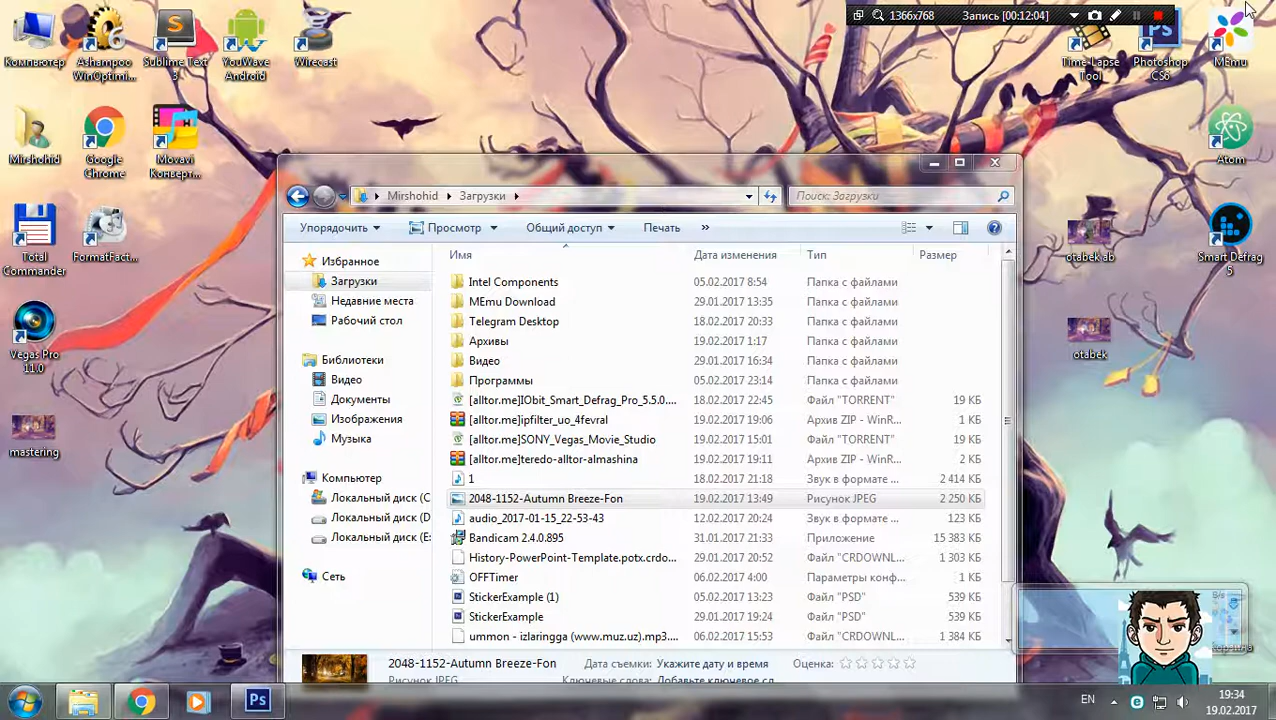 1366x768 Запись [00:12:04]
Компьютер
Ashampoo WinOptimi...
Sublime Text 3
YouWave Android
Wirecast
Time-Lapse Tool
Photoshop CS6
MEmu
Mirshohid
Google Chrome
Movavi Конверт...
Atom
Total Commander
FormatFact...
otabek ab
Smart Defrag 5
Vegas Pro 11.0
otabek
mastering
Mirshohid Загрузки Поиск: Загрузки
Упорядочить Просмотр Общий доступ Печать »
Избранное
Загрузки
Недавние места
Рабочий стол
Библиотеки
Видео
Документы
Изображения
Музыка
Компьютер
Локальный диск (C
Локальный диск (D
Локальный диск (E:
Сеть
Имя Дата изменения Тип Размер
Intel Components 05.02.2017 8:54 Папка с файлами
MEmu Download 29.01.2017 13:35 Папка с файлами
Telegram Desktop 18.02.2017 20:33 Папка с файлами
Архивы 19.02.2017 1:17 Папка с файлами
Видео 29.01.2017 16:34 Папка с файлами
Программы 05.02.2017 23:14 Папка с файлами
[alltor.me]IObit_Smart_Defrag_Pro_5.5.0.... 18.02.2017 22:45 Файл "TORRENT" 19 КБ
[alltor.me]ipfilter_uo_4fevral 19.02.2017 19:06 Архив ZIP - WinR... 1 КБ
[alltor.me]SONY_Vegas_Movie_Studio 19.02.2017 15:01 Файл "TORRENT" 19 КБ
[alltor.me]teredo-alltor-almashina 19.02.2017 19:11 Архив ZIP - WinR... 2 КБ
1 18.02.2017 21:18 Звук в формате ... 2 414 КБ
2048-1152-Autumn Breeze-Fon 19.02.2017 13:49 Рисунок JPEG 2 250 КБ
audio_2017-01-15_22-53-43 12.02.2017 20:24 Звук в формате ... 123 КБ
Bandicam 2.4.0.895 31.01.2017 21:33 Приложение 15 383 КБ
History-PowerPoint-Template.potx.crdo... 29.01.2017 20:52 Файл "CRDOWNL... 1 303 КБ
OFFTimer 06.02.2017 4:00 Параметры конф... 1 КБ
StickerExample (1) 05.02.2017 13:23 Файл "PSD" 539 КБ
StickerExample 29.01.2017 19:24 Файл "PSD" 539 КБ
ummon - izlaringga (www.muz.uz).mp3.... 06.02.2017 15:53 Файл "CRDOWNL... 1 384 КБ
2048-1152-Autumn Breeze-Fon Дата съемки: Укажите дату и время Оценка:
Рисунок JPEG Ключевые слова: Добавьте ключевое сл...
Ps
EN
19:34
19.02.2017